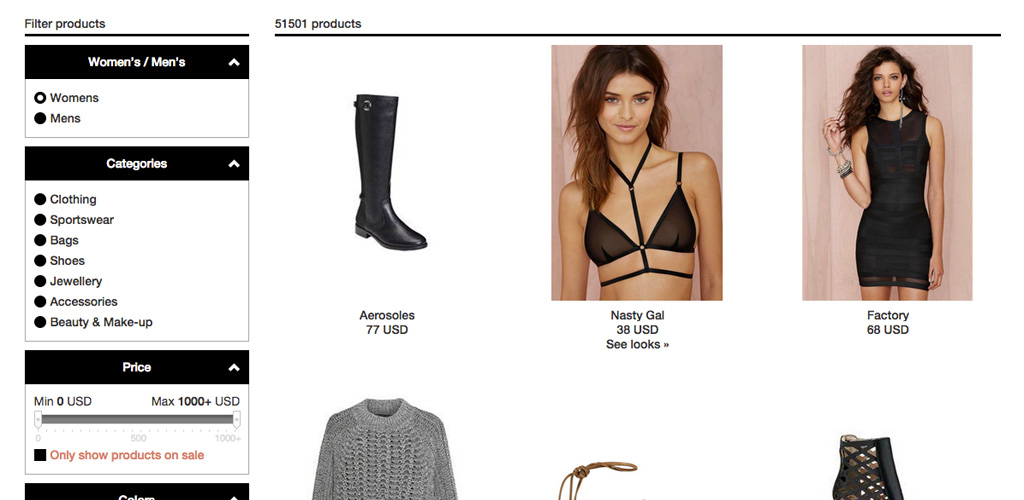 Filter products
51501 products
Women's / Men's
Womens
Mens
Categories
Clothing
Sportswear
Bags
Shoes
Jewellery
Accessories
Beauty & Make-up
Price
Min 0 USD
Max 1000+ USD
0
500
1000+
Only show products on sale
Colors
Aerosoles
77 USD
Nasty Gal
38 USD
See looks »
Factory
68 USD